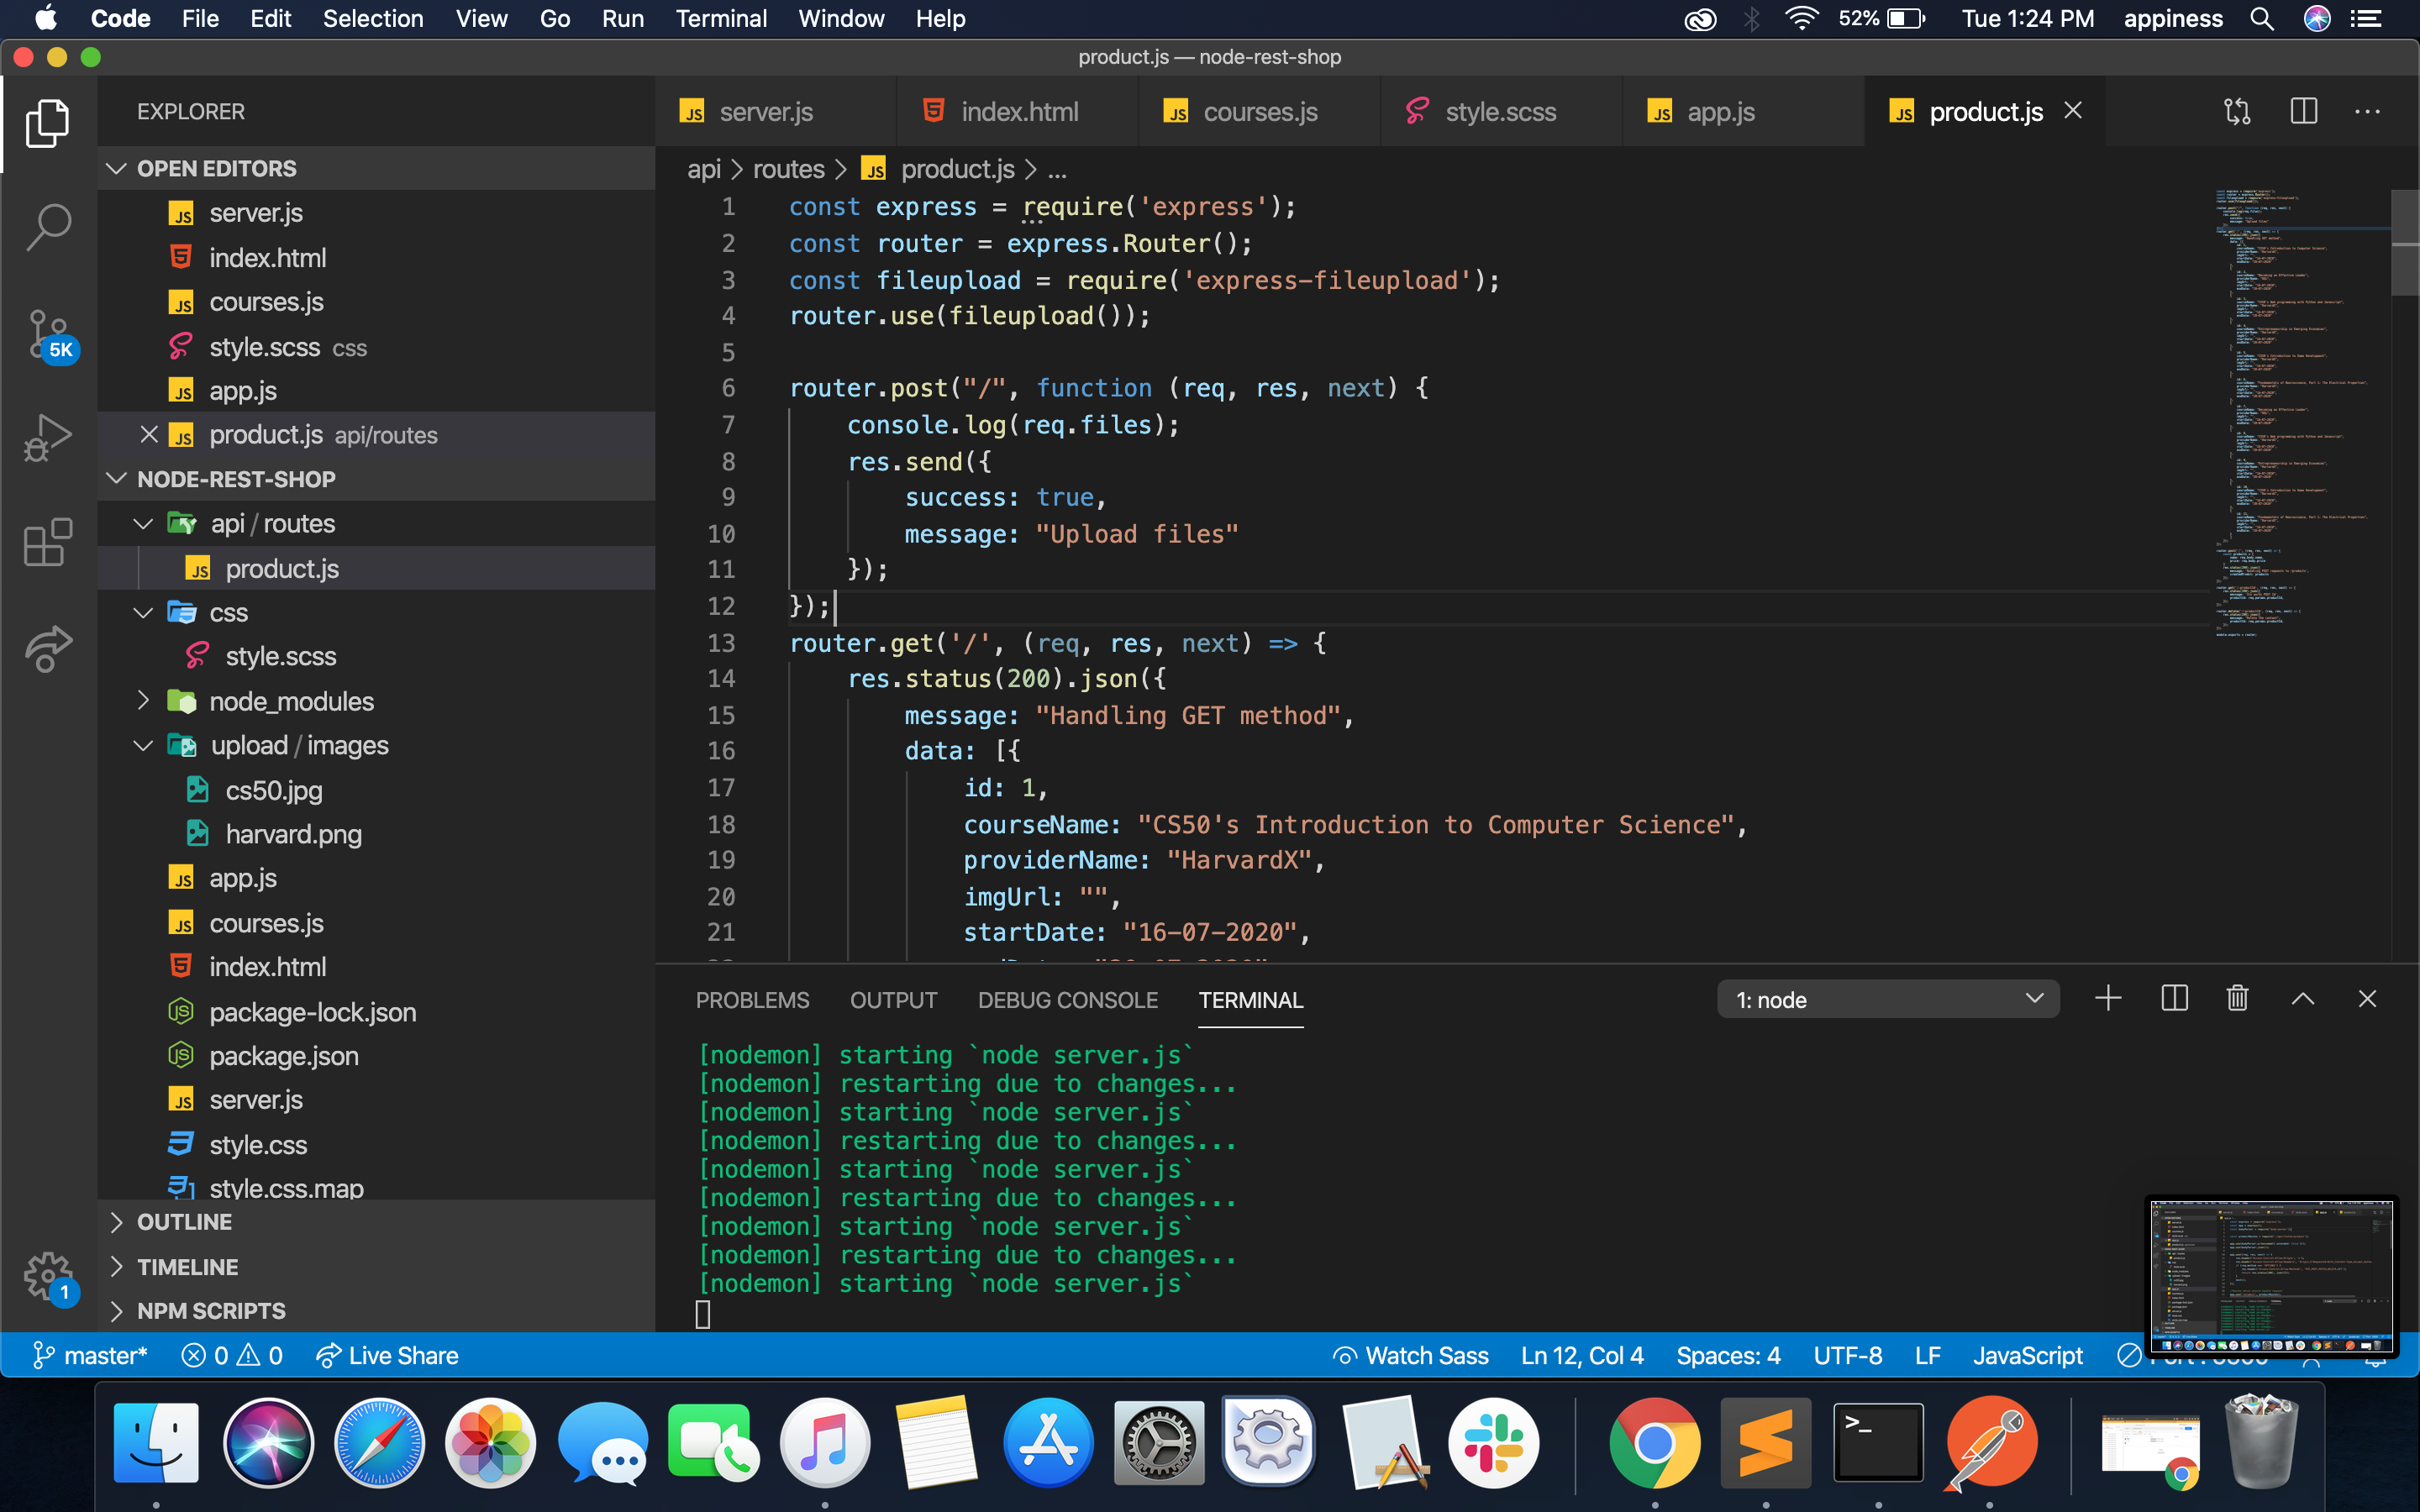 Code File Edit Selection View Go Run Terminal Window Help 52% Tue 1:24 PM appiness
product.js — node-rest-shop
EXPLORER
OPEN EDITORS
server.js
index.html
courses.js
style.scss css
app.js
product.js api/routes
NODE-REST-SHOP
api / routes
product.js
css
style.scss
node_modules
upload / images
cs50.jpg
harvard.png
app.js
courses.js
index.html
package-lock.json
package.json
server.js
style.css
style.css.map
OUTLINE
TIMELINE
NPM SCRIPTS
5K
1
server.js index.html courses.js style.scss app.js product.js
api > routes > product.js > ...
1 const express = require('express');
2 const router = express.Router();
3 const fileupload = require('express-fileupload');
4 router.use(fileupload());
5
6 router.post("/", function (req, res, next) {
7 console.log(req.files);
8 res.send({
9 success: true,
10 message: "Upload files"
11 });
12 });
13 router.get('/', (req, res, next) => {
14 res.status(200).json({
15 message: "Handling GET method",
16 data: [{
17 id: 1,
18 courseName: "CS50's Introduction to Computer Science",
19 providerName: "HarvardX",
20 imgUrl: "",
21 startDate: "16-07-2020",
PROBLEMS OUTPUT DEBUG CONSOLE TERMINAL 1: node
[nodemon] starting `node server.js`
[nodemon] restarting due to changes...
[nodemon] starting `node server.js`
[nodemon] restarting due to changes...
[nodemon] starting `node server.js`
[nodemon] restarting due to changes...
[nodemon] starting `node server.js`
[nodemon] restarting due to changes...
[nodemon] starting `node server.js`
master* 0 0 Live Share Watch Sass Ln 12, Col 4 Spaces: 4 UTF-8 LF JavaScript